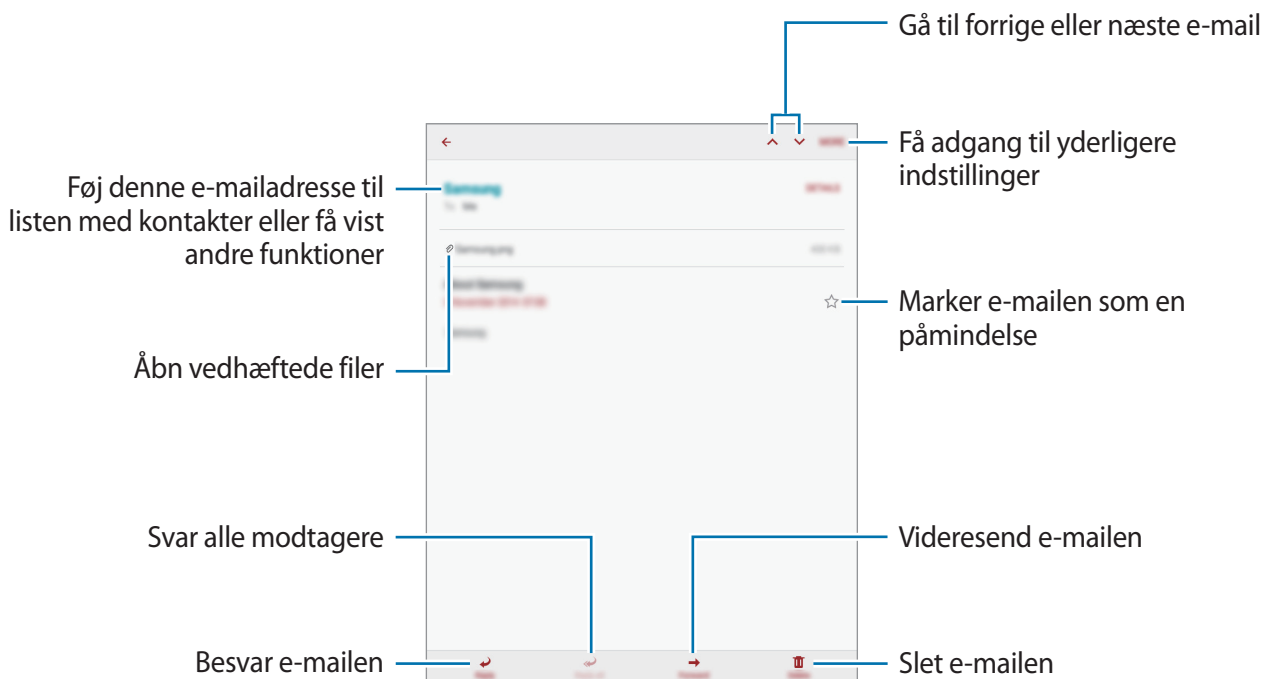 Gå til forrige eller næste e-mail
Få adgang til yderligere
indstillinger
Føj denne e-mailadresse til
listen med kontakter eller få vist
andre funktioner
Samsung
Marker e-mailen som en
påmindelse
Åbn vedhæftede filer
Svar alle modtagere
Videresend e-mailen
Besvar e-mailen
Slet e-mailen